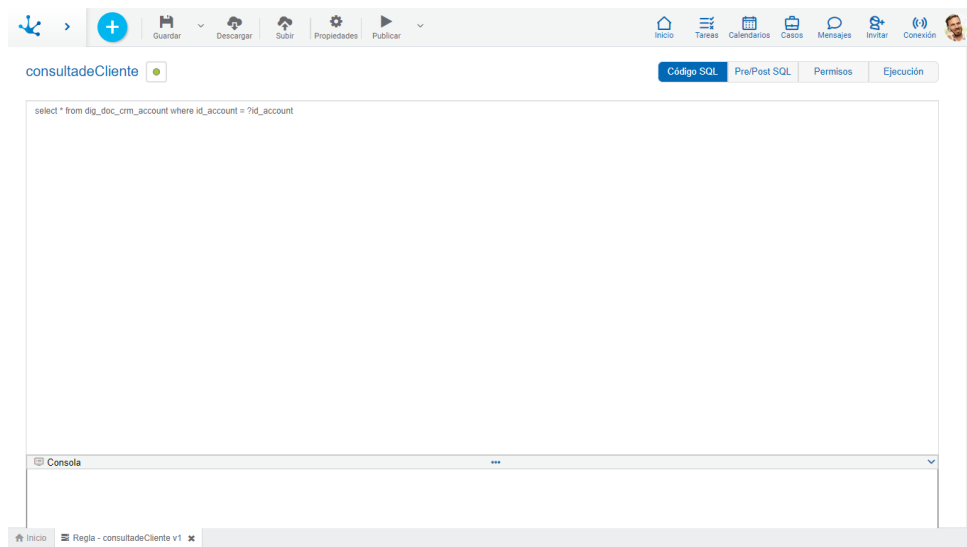 Guardar
Descargar
Subir
Propiedades
Publicar
Inicio
Tareas
Calendarios
Casos
Mensajes
Invitar
Conexión
consultadeCliente
Código SQL
Pre/Post SQL
Permisos
Ejecución
select * from dig_doc_crm_account where id_account = ?id_account
Consola
Inicio
Regla - consultadeCliente v1